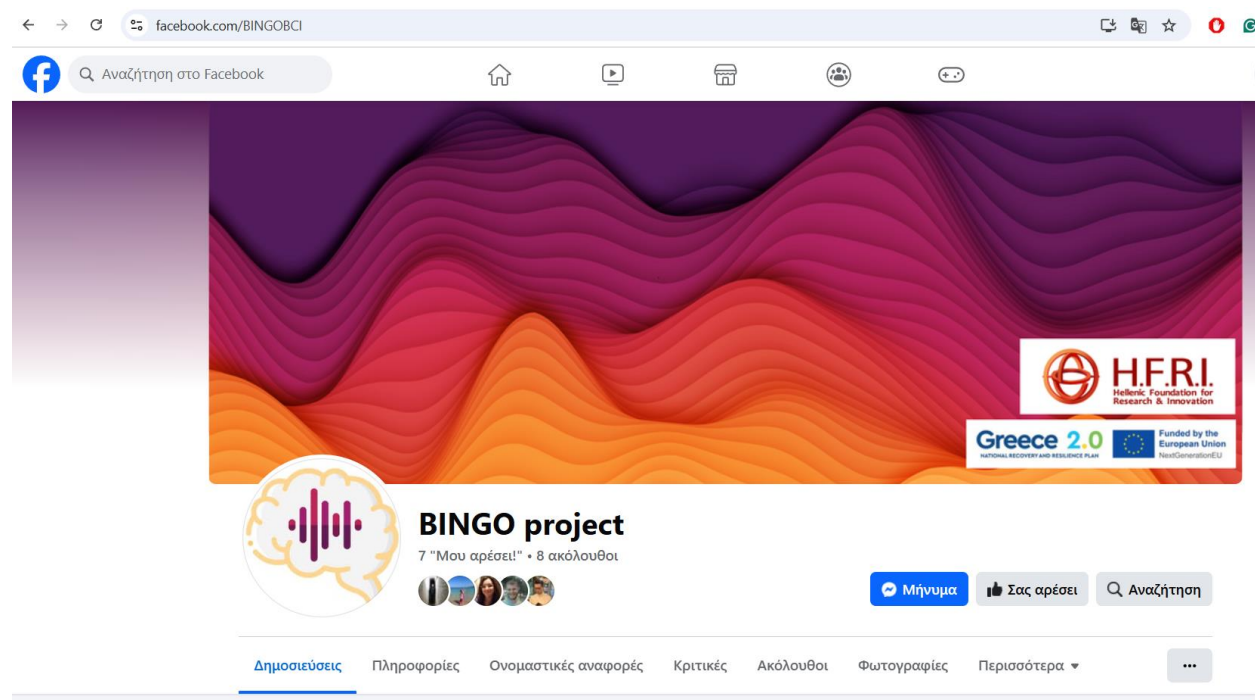 facebook.com/BINGOBCI
Αναζήτηση στο Facebook
H.F.R.I.
Hellenic Foundation for
Research & Innovation
Greece 2.0
NATIONAL RECOVERY AND RESILIENCE PLAN
Funded by the
European Union
NextGenerationEU
BINGO project
7 "Μου αρέσει!" • 8 ακόλουθοι
Μήνυμα
Σας αρέσει
Αναζήτηση
Δημοσιεύσεις Πληροφορίες Ονομαστικές αναφορές Κριτικές Ακόλουθοι Φωτογραφίες Περισσότερα